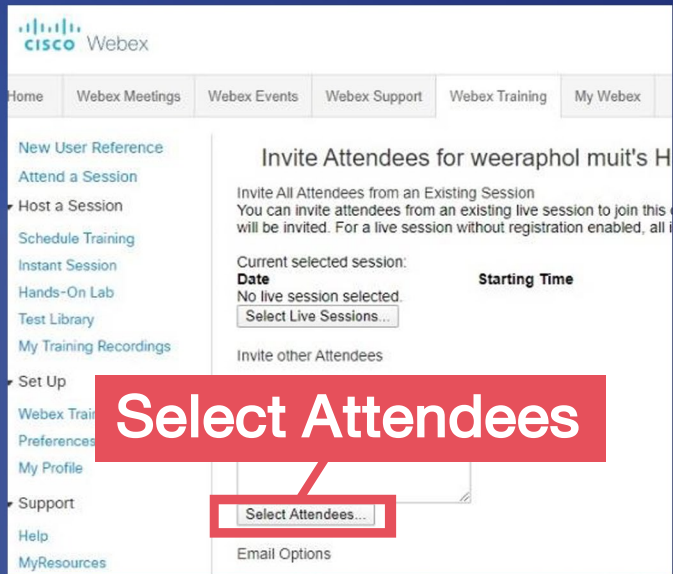 CISCO Webex
Home Webex Meetings Webex Events Webex Support Webex Training My Webex
New User Reference
Attend a Session
Host a Session
Schedule Training
Instant Session
Hands-On Lab
Test Library
My Training Recordings
Set Up
Webex Trai
Preferences
My Profile
Support
Help
MyResources
Invite Attendees for weeraphol muit's H
Invite All Attendees from an Existing Session
You can invite attendees from an existing live session to join this
will be invited. For a live session without registration enabled, all i
Current selected session:
Date Starting Time
No live session selected.
Select Live Sessions...
Invite other Attendees
Select Attendees
Select Attendees...
Email Options